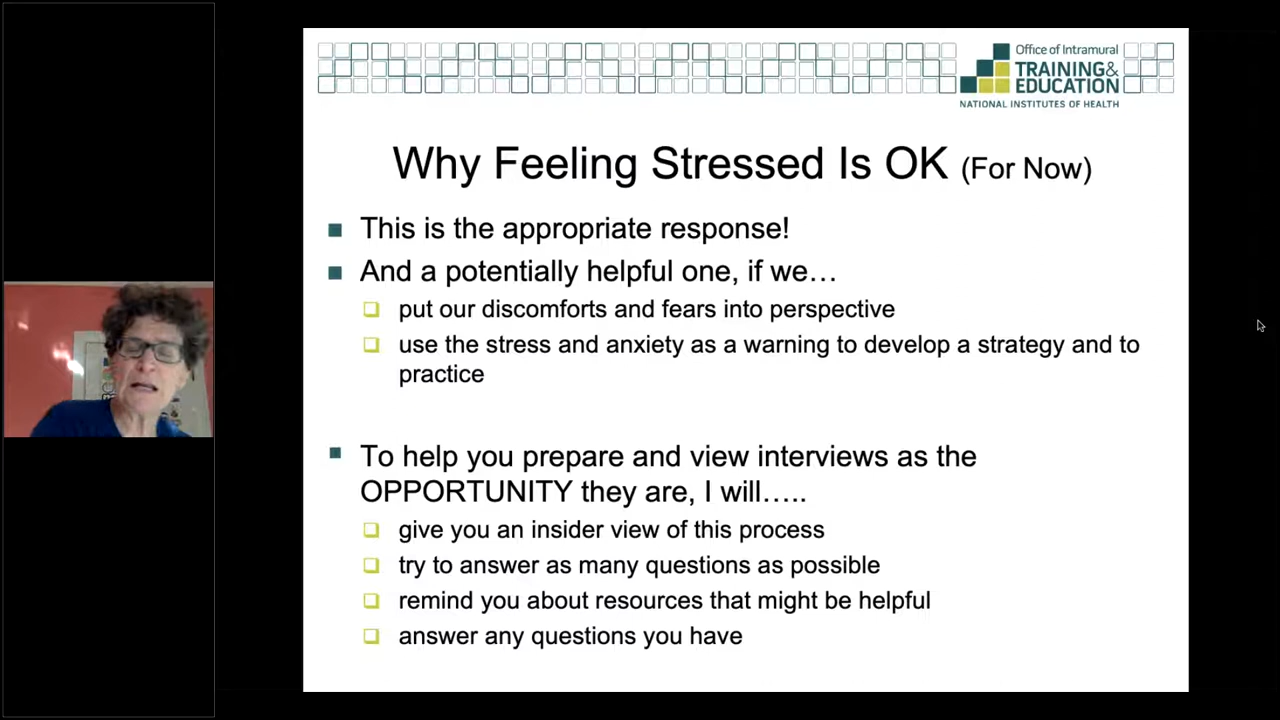 Office of Intramural
TRAINING&
EDUCATION
NATIONAL INSTITUTES OF HEALTH
Why Feeling Stressed Is OK (For Now)
This is the appropriate response!
And a potentially helpful one, if we…
put our discomforts and fears into perspective
use the stress and anxiety as a warning to develop a strategy and to
practice
To help you prepare and view interviews as the
OPPORTUNITY they are, I will…..
give you an insider view of this process
try to answer as many questions as possible
remind you about resources that might be helpful
answer any questions you have